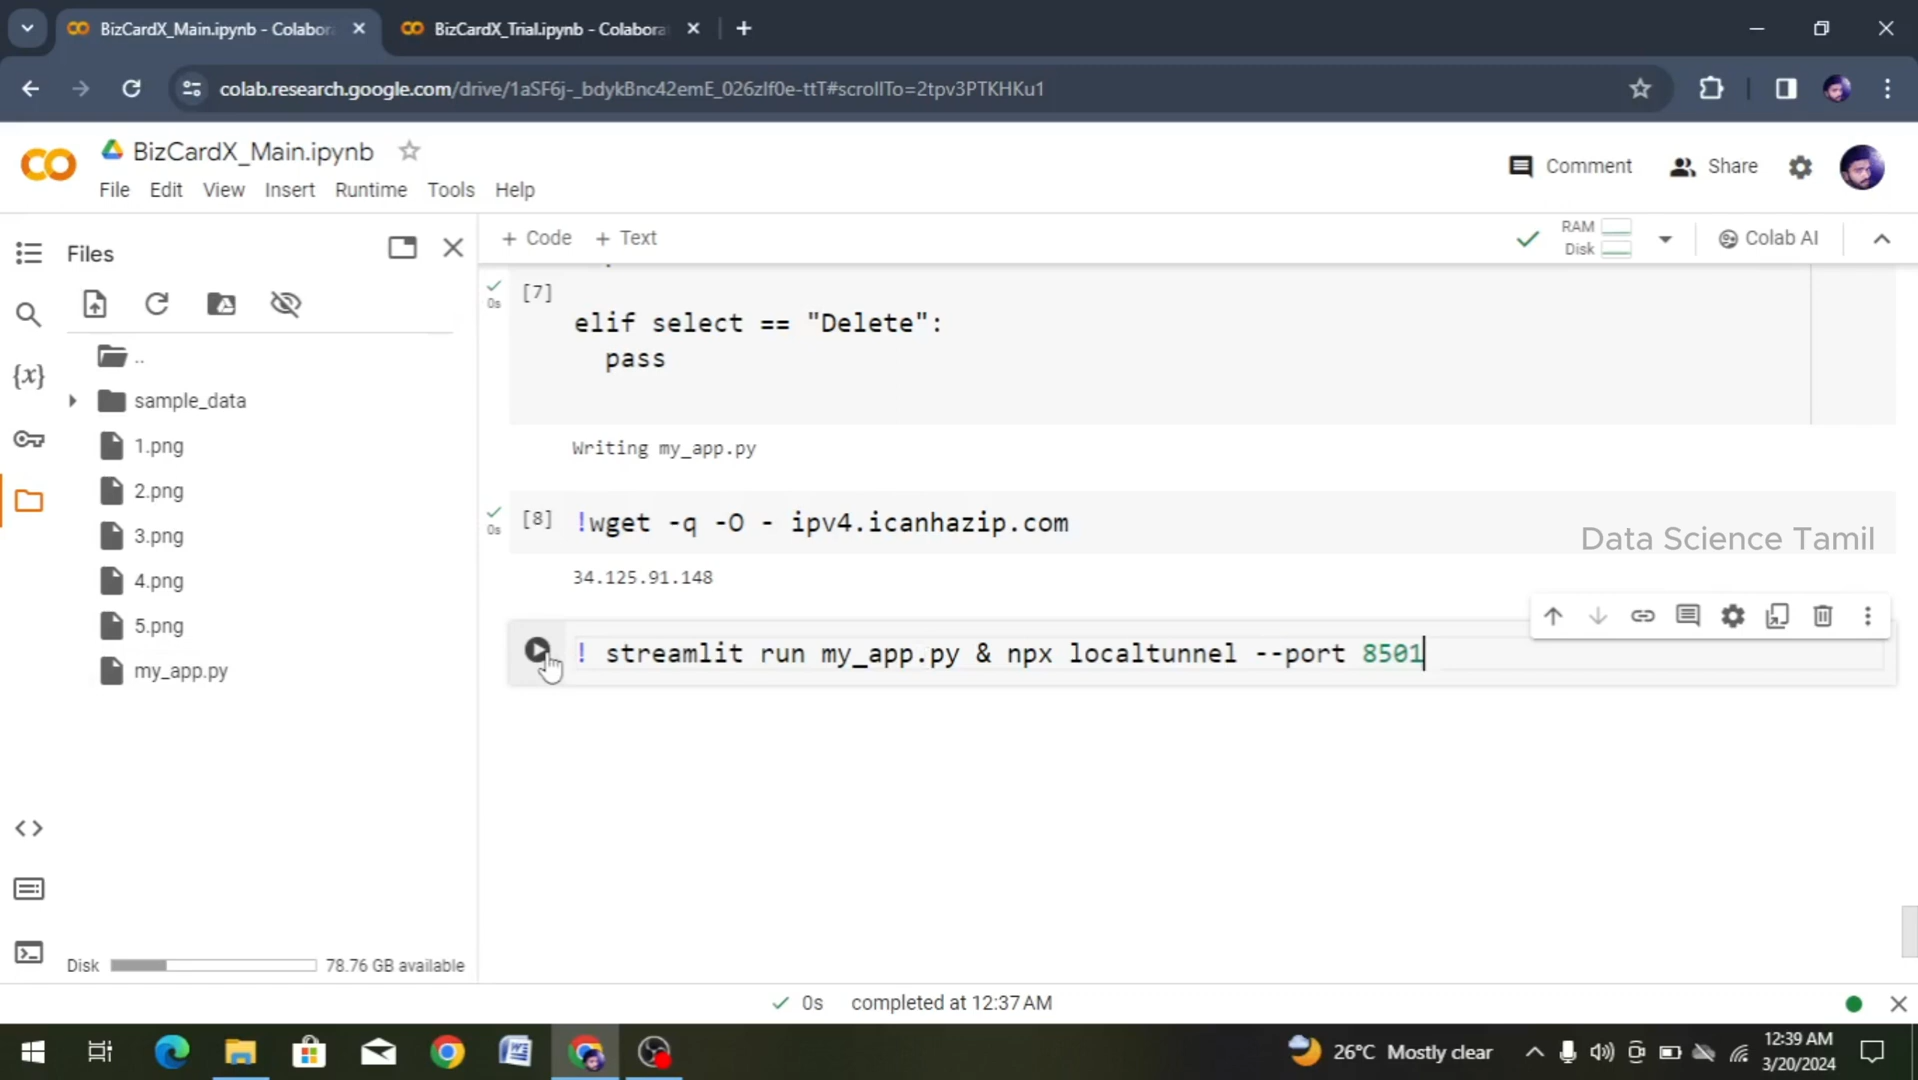 BizCardX_Main.ipynb - Colabor
BizCardX_Trial.ipynb - Colabora
colab.research.google.com/drive/1aSF6j-_bdykBnc42emE_026zIf0e-ttT#scrollTo=2tpv3PTKHKu1
BizCardX_Main.ipynb
Comment
Share
File Edit View Insert Runtime Tools Help
Files
+ Code + Text
RAM
Disk
Colab AI
..
sample_data
1.png
2.png
3.png
4.png
5.png
my_app.py
Disk 78.76 GB available
[7]
0s
elif select == "Delete":
pass
Writing my_app.py
[8] !wget -q -O - ipv4.icanhazip.com
0s
Data Science Tamil
34.125.91.148
! streamlit run my_app.py & npx localtunnel --port 8501
0s completed at 12:37 AM
26°C Mostly clear
12:39 AM
3/20/2024